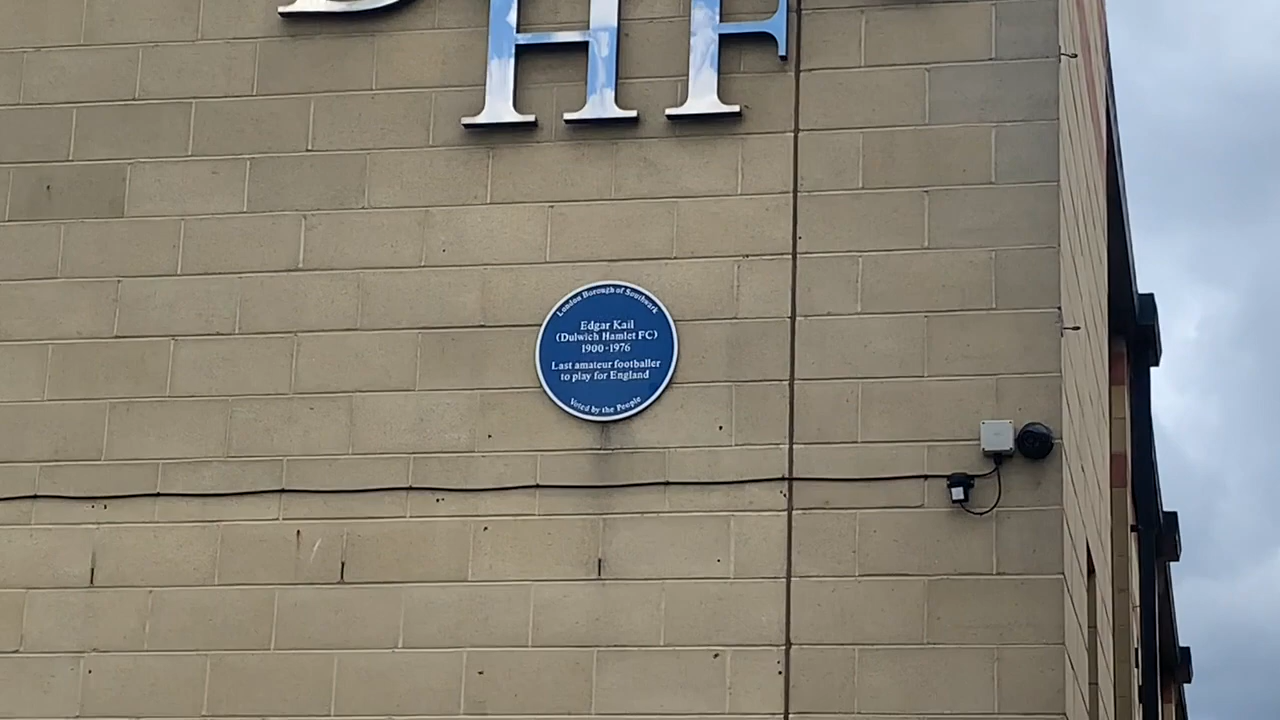 DHF
London Borough of Southwark
Edgar Kail
(Dulwich Hamlet FC)
1900-1976
Last amateur footballer
to play for England
Voted by the People